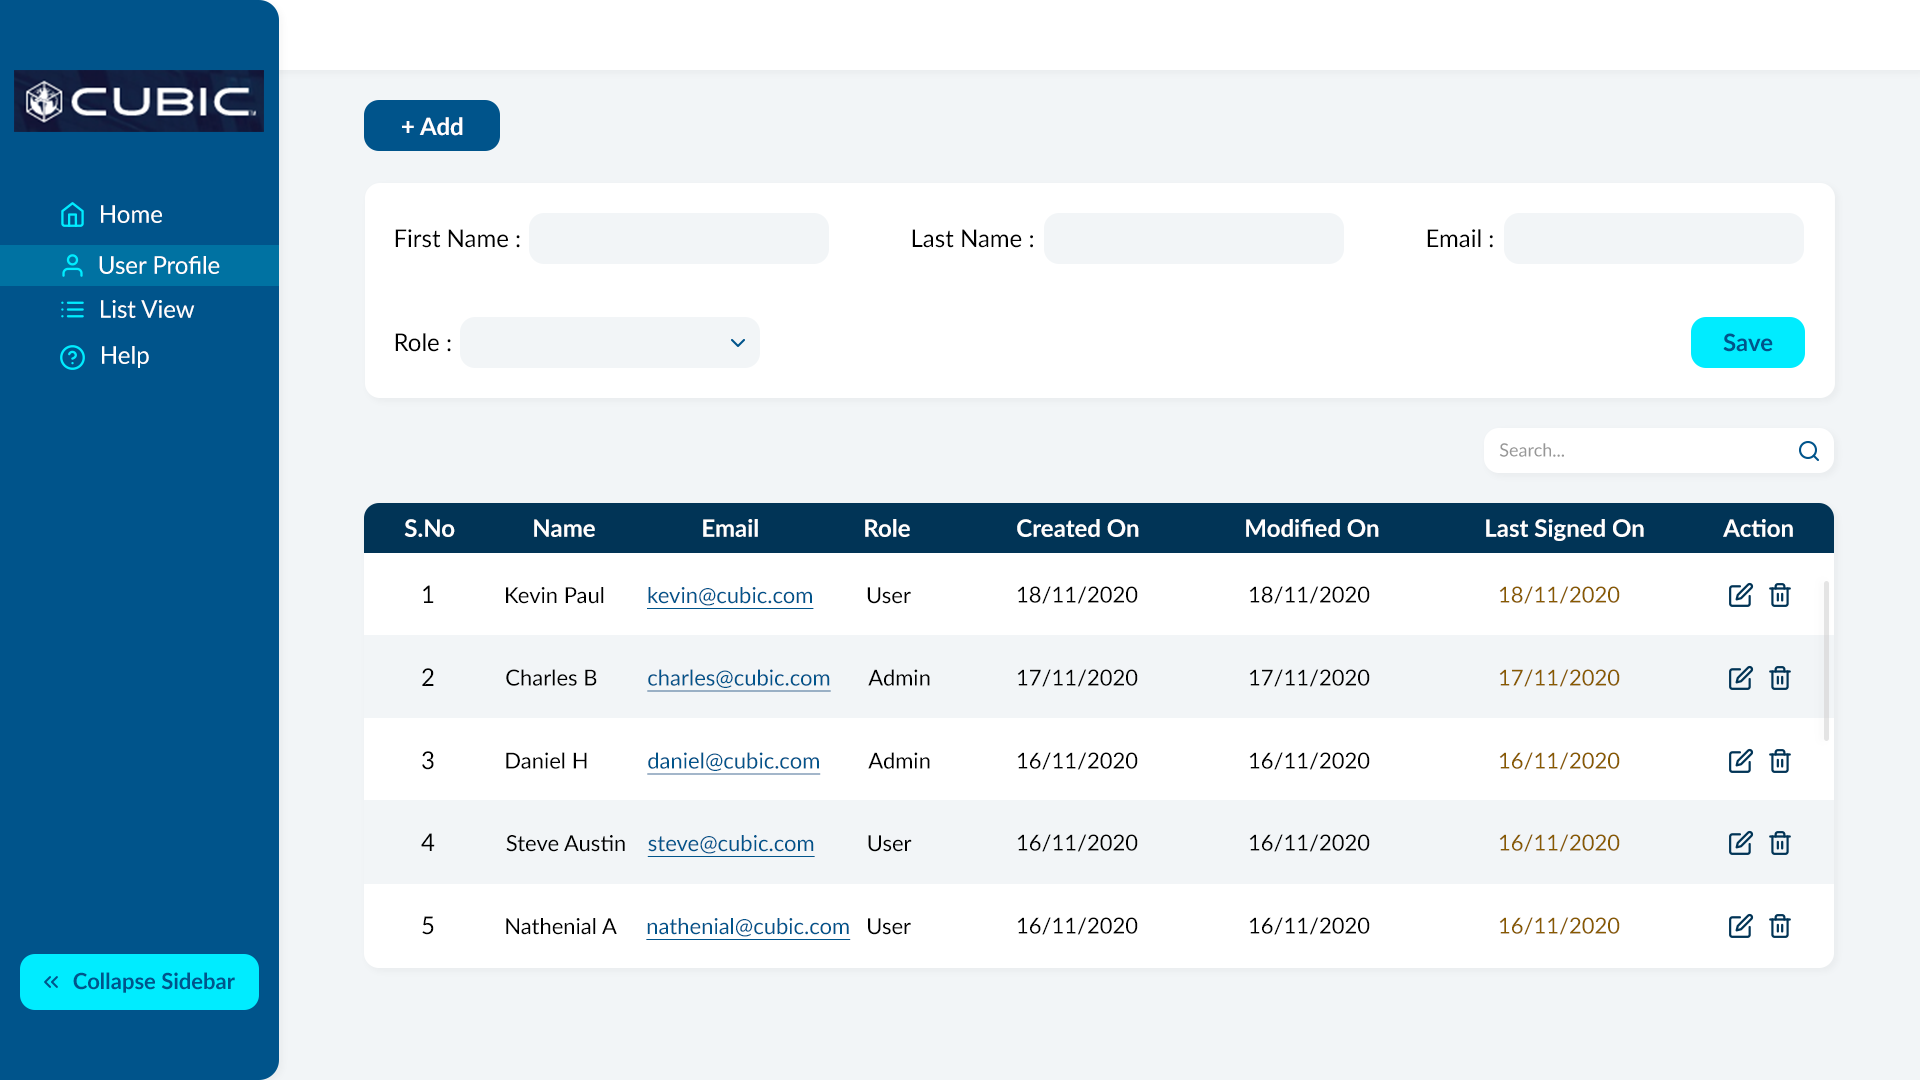 CUBIC
Home
User Profile
List View
Help
Collapse Sidebar
+ Add
First Name :
Last Name :
Email :
Role :
Save
Search...
S.No Name Email Role Created On Modified On Last Signed On Action
1 Kevin Paul kevin@cubic.com User 18/11/2020 18/11/2020 18/11/2020
2 Charles B charles@cubic.com Admin 17/11/2020 17/11/2020 17/11/2020
3 Daniel H daniel@cubic.com Admin 16/11/2020 16/11/2020 16/11/2020
4 Steve Austin steve@cubic.com User 16/11/2020 16/11/2020 16/11/2020
5 Nathenial A nathenial@cubic.com User 16/11/2020 16/11/2020 16/11/2020